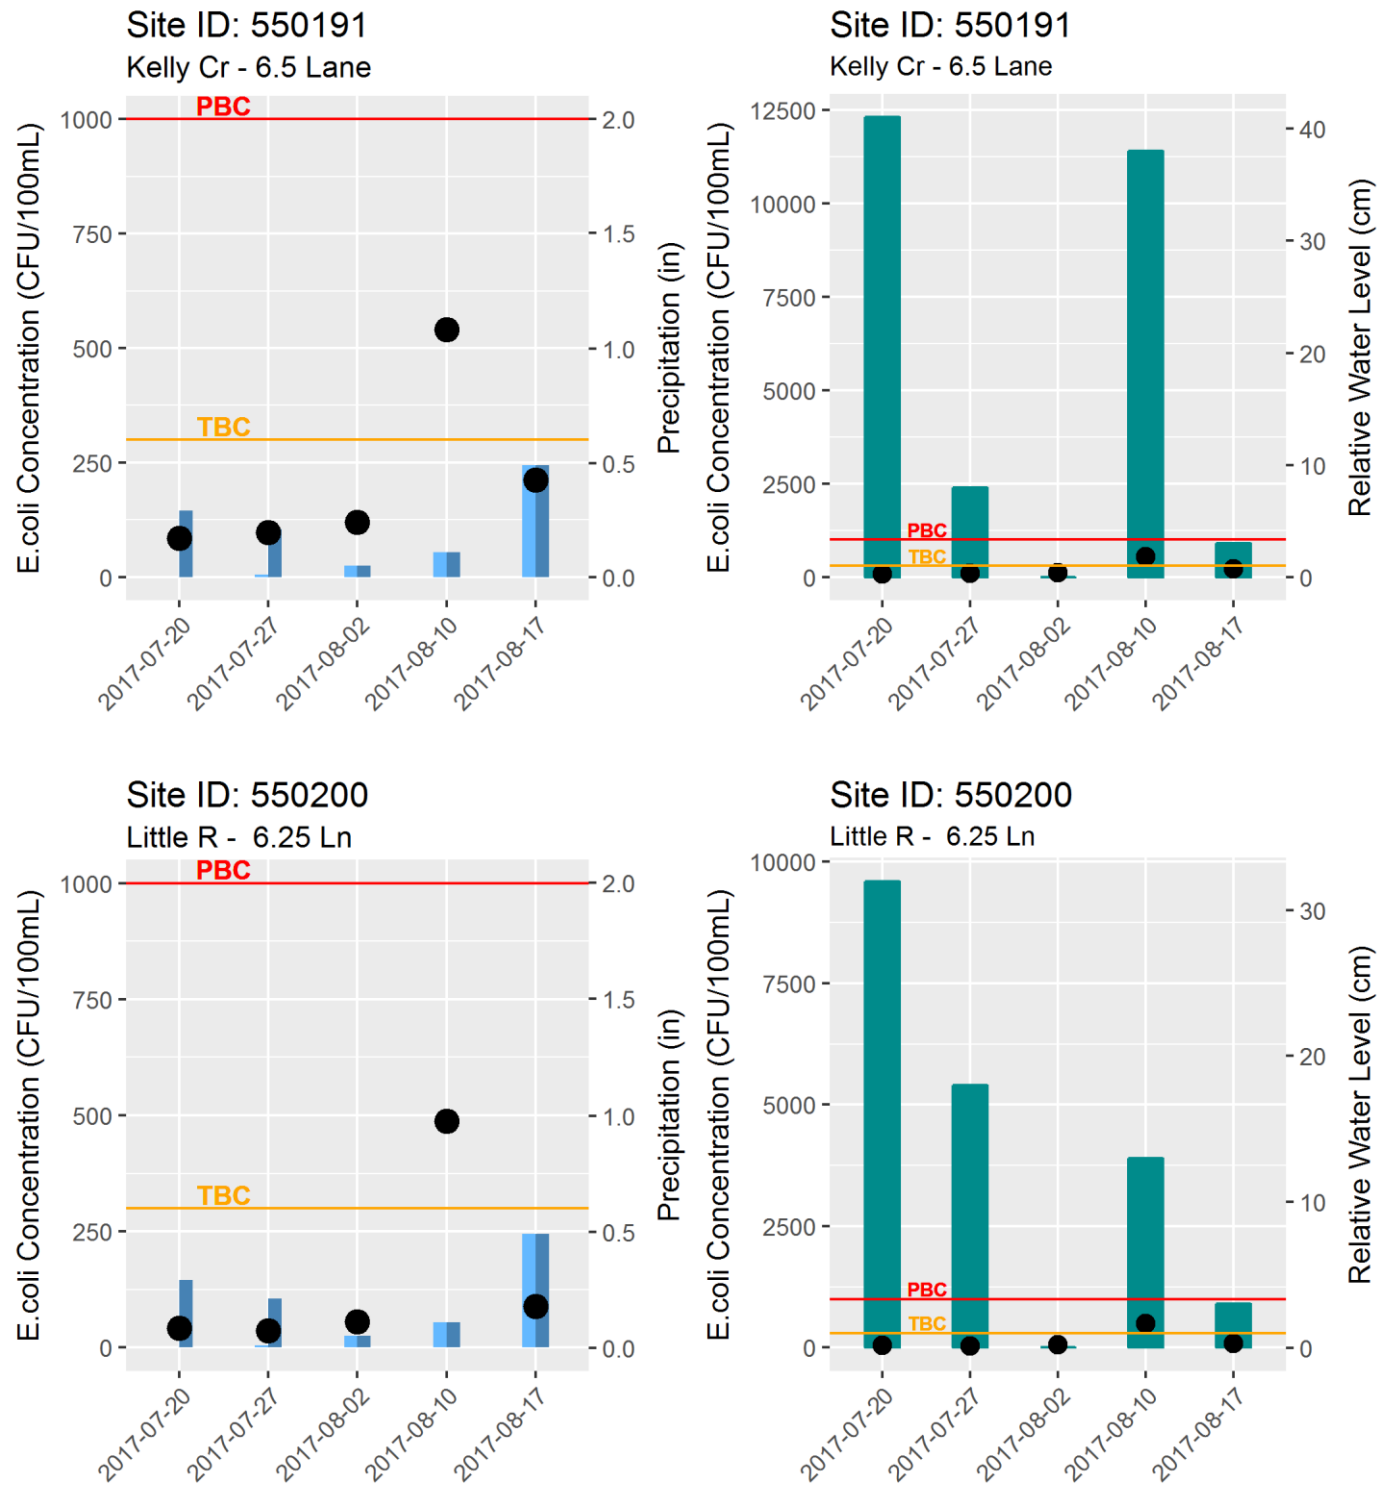 Site ID: 550191
Kelly Cr - 6.5 Lane
E.coli Concentration (CFU/100mL)
1000
750
500
250
0
PBC
TBC
2.0
1.5
1.0
0.5
0.0
Precipitation (in)
2017-07-20
2017-07-27
2017-08-02
2017-08-10
2017-08-17
Site ID: 550191
Kelly Cr - 6.5 Lane
E.coli Concentration (CFU/100mL)
12500
10000
7500
5000
2500
0
PBC
TBC
40
30
20
10
0
Relative Water Level (cm)
2017-07-20
2017-07-27
2017-08-02
2017-08-10
2017-08-17
Site ID: 550200
Little R -  6.25 Ln
E.coli Concentration (CFU/100mL)
1000
750
500
250
0
PBC
TBC
2.0
1.5
1.0
0.5
0.0
Precipitation (in)
2017-07-20
2017-07-27
2017-08-02
2017-08-10
2017-08-17
Site ID: 550200
Little R -  6.25 Ln
E.coli Concentration (CFU/100mL)
10000
7500
5000
2500
0
PBC
TBC
30
20
10
0
Relative Water Level (cm)
2017-07-20
2017-07-27
2017-08-02
2017-08-10
2017-08-17